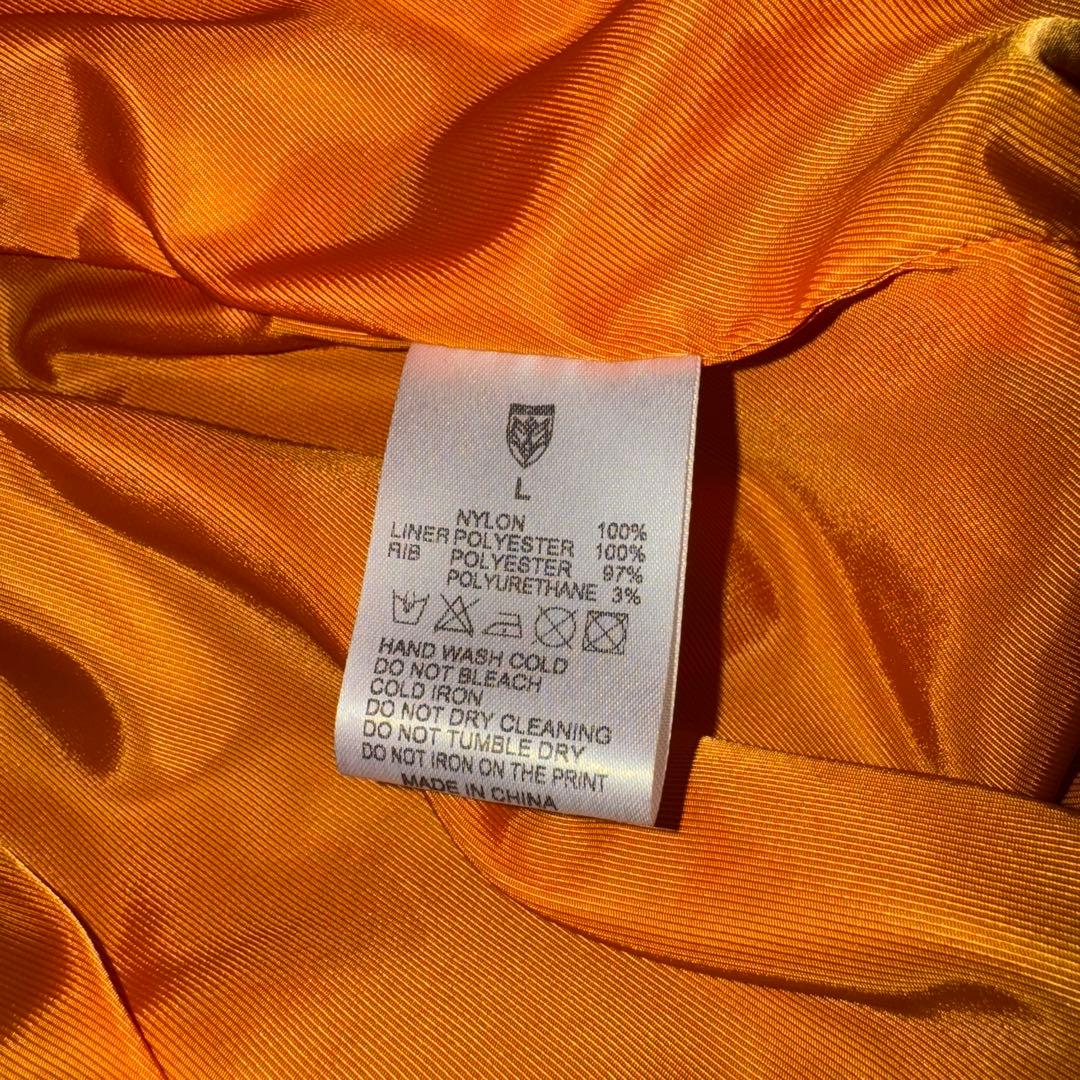 L
NYLON 100%
LINER POLYESTER 100%
RIB POLYESTER 97%
POLYURETHANE 3%
HAND WASH COLD
DO NOT BLEACH
COLD IRON
DO NOT DRY CLEANING
DO NOT TUMBLE DRY
DO NOT IRON ON THE PRINT
MADE IN CHINA